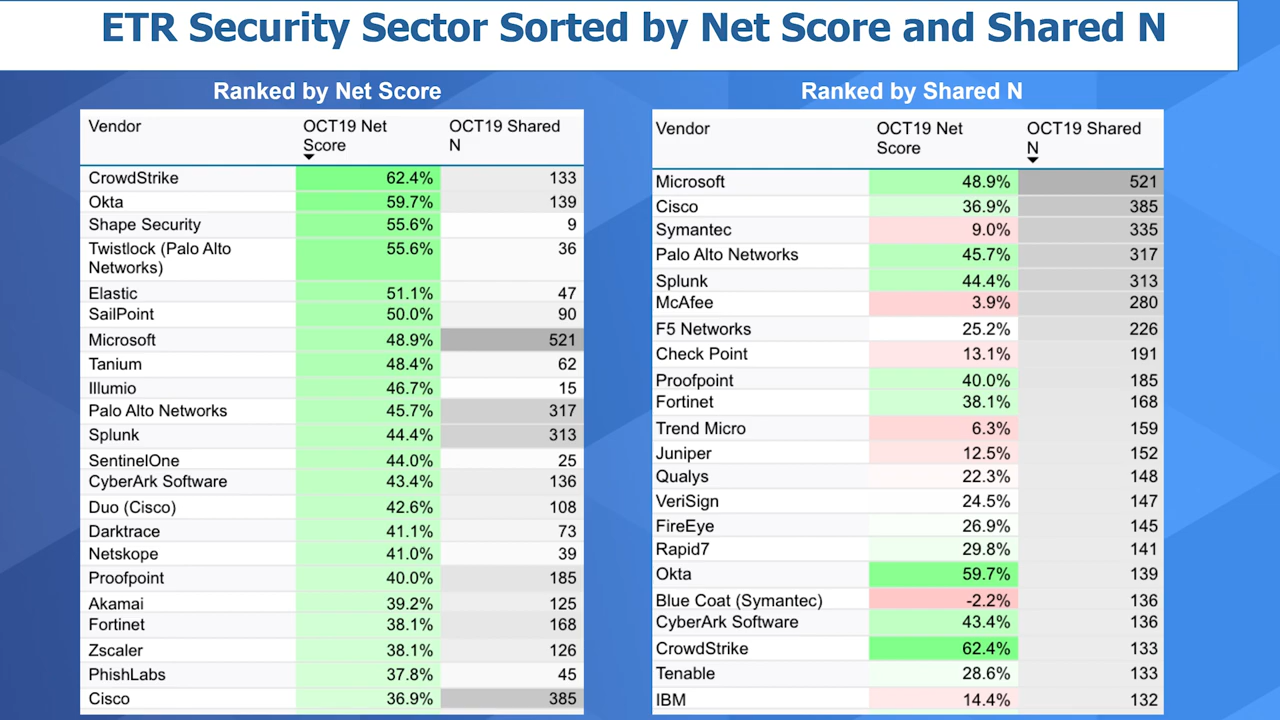 ETR Security Sector Sorted by Net Score and Shared N
Ranked by Net Score
Vendor OCT19 Net Score OCT19 Shared N
CrowdStrike 62.4% 133
Okta 59.7% 139
Shape Security 55.6% 9
Twistlock (Palo Alto Networks) 55.6% 36
Elastic 51.1% 47
SailPoint 50.0% 90
Microsoft 48.9% 521
Tanium 48.4% 62
Illumio 46.7% 15
Palo Alto Networks 45.7% 317
Splunk 44.4% 313
SentinelOne 44.0% 25
CyberArk Software 43.4% 136
Duo (Cisco) 42.6% 108
Darktrace 41.1% 73
Netskope 41.0% 39
Proofpoint 40.0% 185
Akamai 39.2% 125
Fortinet 38.1% 168
Zscaler 38.1% 126
PhishLabs 37.8% 45
Cisco 36.9% 385
Ranked by Shared N
Vendor OCT19 Net Score OCT19 Shared N
Microsoft 48.9% 521
Cisco 36.9% 385
Symantec 9.0% 335
Palo Alto Networks 45.7% 317
Splunk 44.4% 313
McAfee 3.9% 280
F5 Networks 25.2% 226
Check Point 13.1% 191
Proofpoint 40.0% 185
Fortinet 38.1% 168
Trend Micro 6.3% 159
Juniper 12.5% 152
Qualys 22.3% 148
VeriSign 24.5% 147
FireEye 26.9% 145
Rapid7 29.8% 141
Okta 59.7% 139
Blue Coat (Symantec) -2.2% 136
CyberArk Software 43.4% 136
CrowdStrike 62.4% 133
Tenable 28.6% 133
IBM 14.4% 132